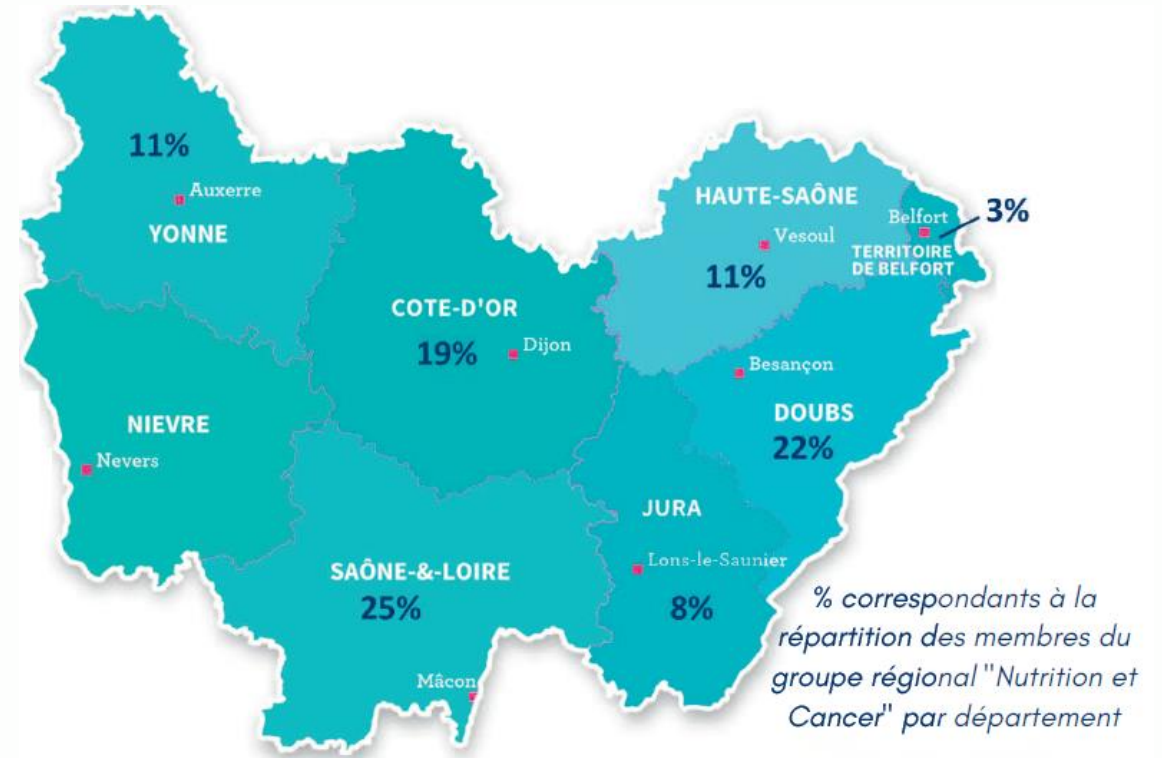 11%
Auxerre
YONNE
HAUTE-SAÔNE
Vesoul
11%
Belfort
3%
TERRITOIRE
DE BELFORT
COTE-D'OR
19%
Dijon
Besançon
DOUBS
22%
NIEVRE
Nevers
JURA
Lons-le-Saunier
8%
SAÔNE-&-LOIRE
25%
Mâcon
% correspondants à la
répartition des membres du
groupe régional "Nutrition et
Cancer" par département